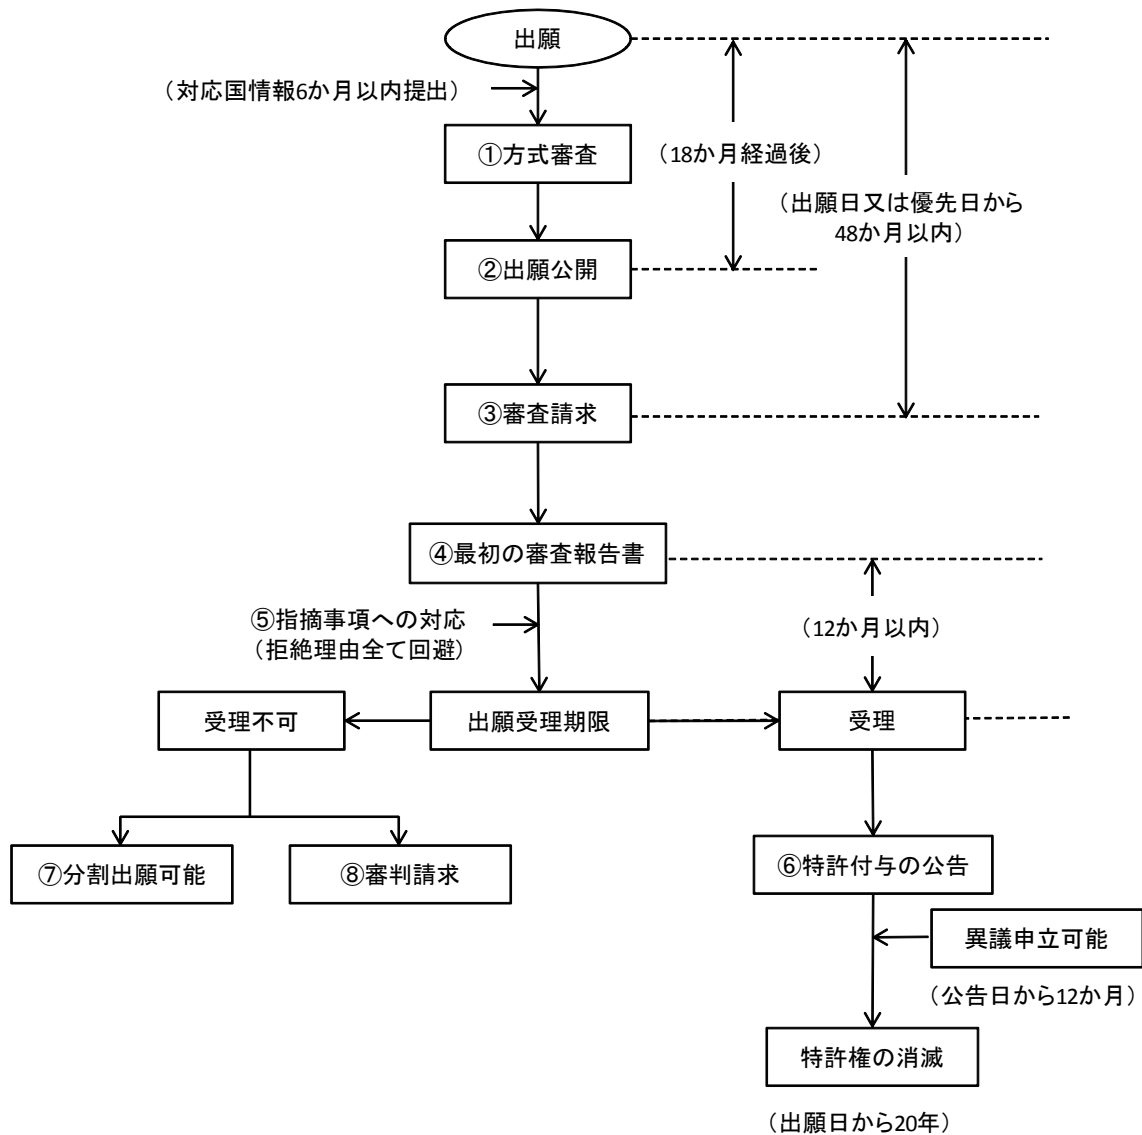 出願
（対応国情報6か月以内提出）
①方式審査
（18か月経過後）
（出願日又は優先日から
48か月以内）
②出願公開
③審査請求
④最初の審査報告書
⑤指摘事項への対応
（拒絶理由全て回避）
（12か月以内）
受理不可
出願受理期限
受理
⑦分割出願可能
⑧審判請求
⑥特許付与の公告
異議申立可能
（公告日から12か月）
特許権の消滅
（出願日から20年）